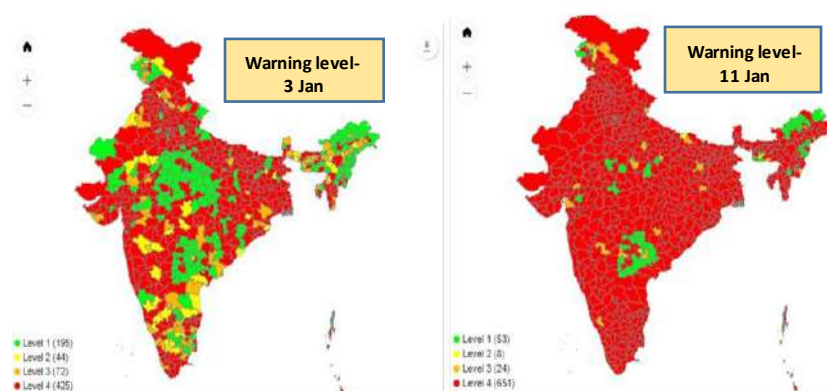 Warning level-
3 Jan
Level 1 (195)
Level 2 (44)
Level 3 (72)
Level 4 (425)
Warning level-
11 Jan
Level 1 (53)
Level 2 (8)
Level 3 (24)
Level 4 (651)